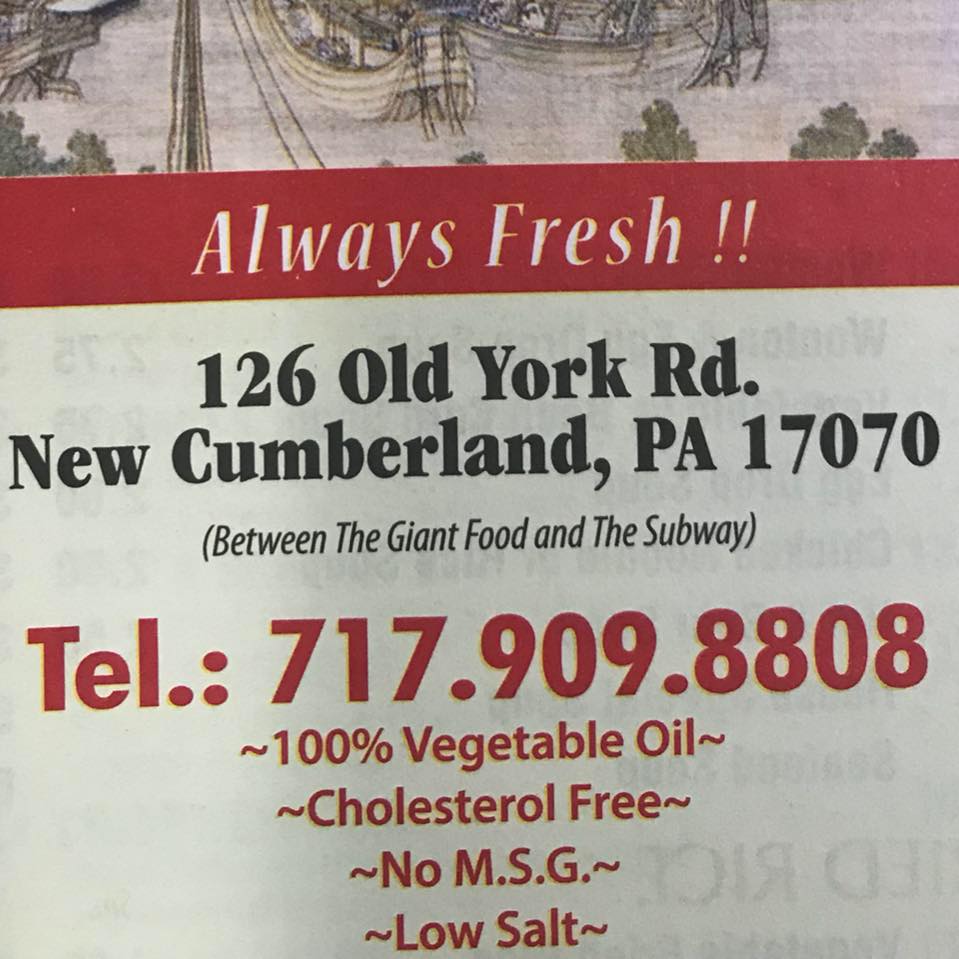 Always Fresh !!
126 Old York Rd.
New Cumberland, PA 17070
(Between The Giant Food and The Subway)
Tel.: 717.909.8808
~100% Vegetable Oil~
~Cholesterol Free~
~No M.S.G.~
~Low Salt~